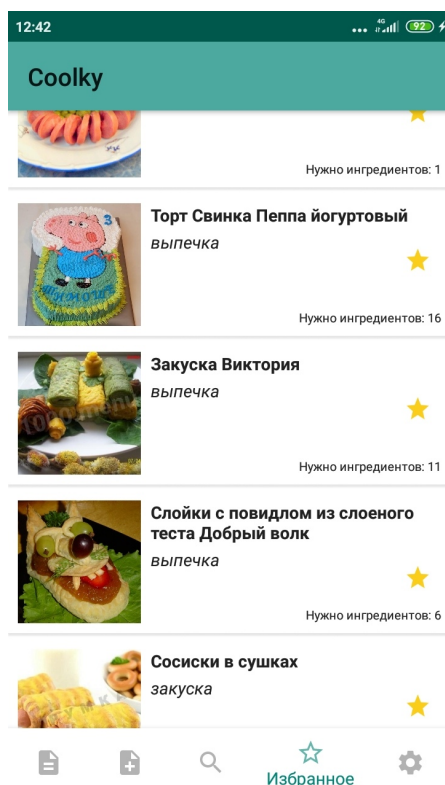 12:42
4G
92
Coolky
Нужно ингредиентов: 1
Торт Свинка Пеппа йогуртовый
выпечка
3
Нужно ингредиентов: 16
Закуска Виктория
выпечка
Нужно ингредиентов: 11
Слойки с повидлом из слоеного
теста Добрый волк
выпечка
Нужно ингредиентов: 6
Сосиски в сушках
закуска
Избранное